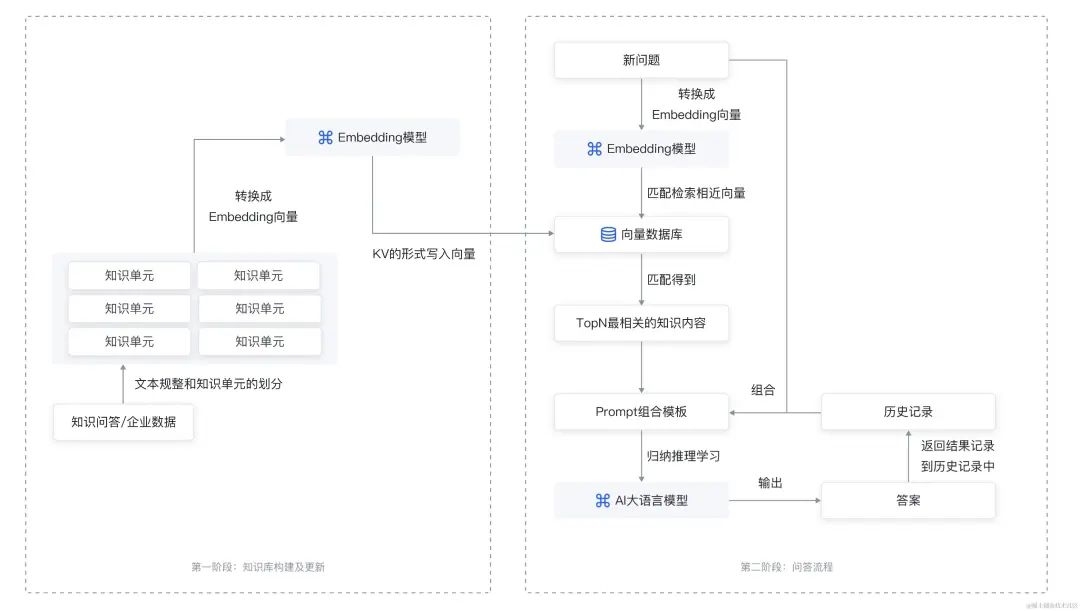 Embedding模型
转换成
Embedding向量
KV的形式写入向量
知识单元
知识单元
知识单元
知识单元
知识单元
知识单元
文本规整和知识单元的划分
知识问答/企业数据
第一阶段：知识库构建及更新
新问题
转换成
Embedding向量
Embedding模型
匹配检索相近向量
向量数据库
匹配得到
TopN最相关的知识内容
组合
Prompt组合模板
历史记录
归纳推理学习
返回结果记录
到历史记录中
AI大语言模型
输出
答案
第二阶段：问答流程